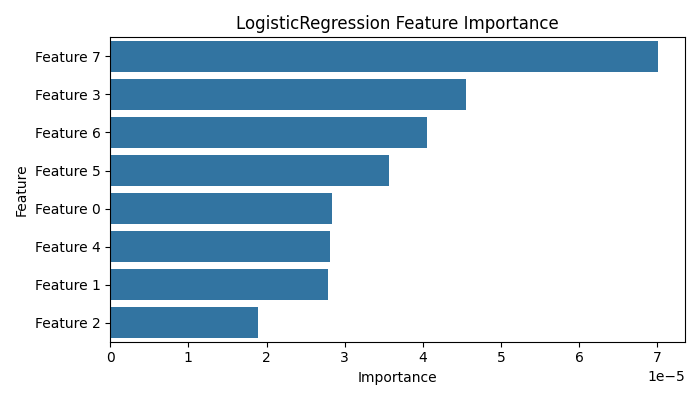 LogisticRegression Feature Importance
Feature
Feature 7
Feature 3
Feature 6
Feature 5
Feature 0
Feature 4
Feature 1
Feature 2
0 1 2 3 4 5 6 7
1e−5
Importance